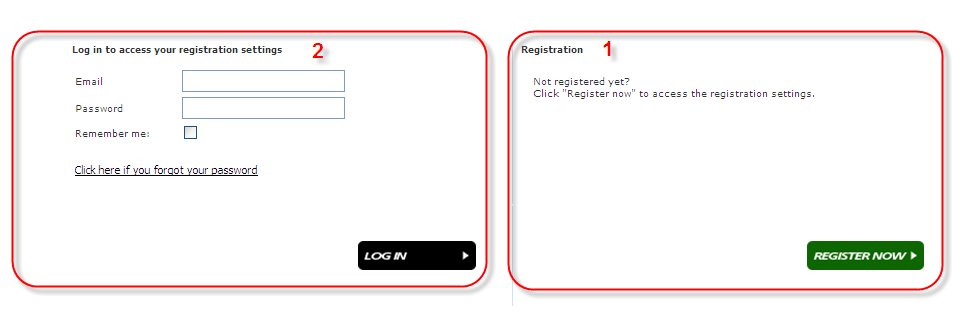 Log in to access your registration settings 2
Email
Password
Remember me:
Click here if you forgot your password
LOG IN
Registration 1
Not registered yet?
Click "Register now" to access the registration settings.
REGISTER NOW